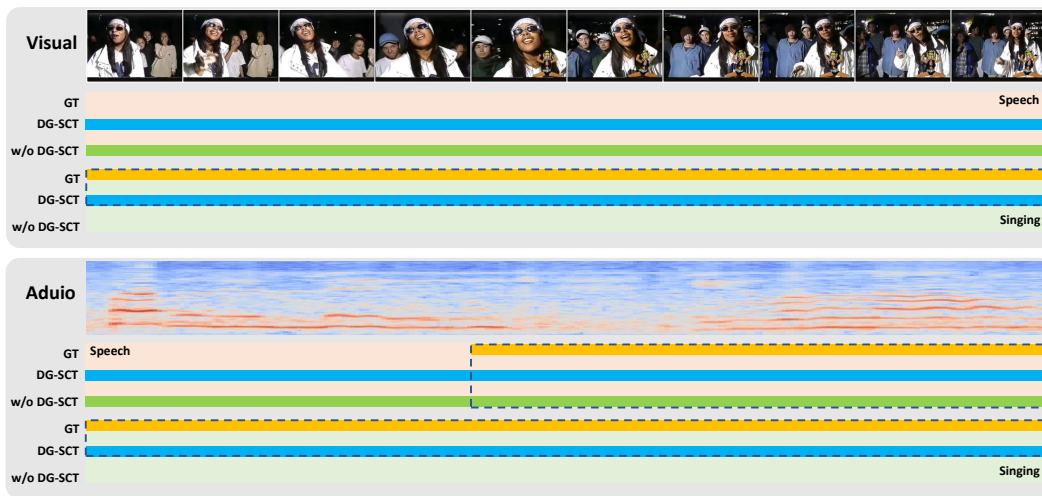 Visual
GT
Speech
DG-SCT
w/o DG-SCT
GT
DG-SCT
w/o DG-SCT
Singing
Aduio
GT
Speech
DG-SCT
w/o DG-SCT
GT
DG-SCT
w/o DG-SCT
Singing